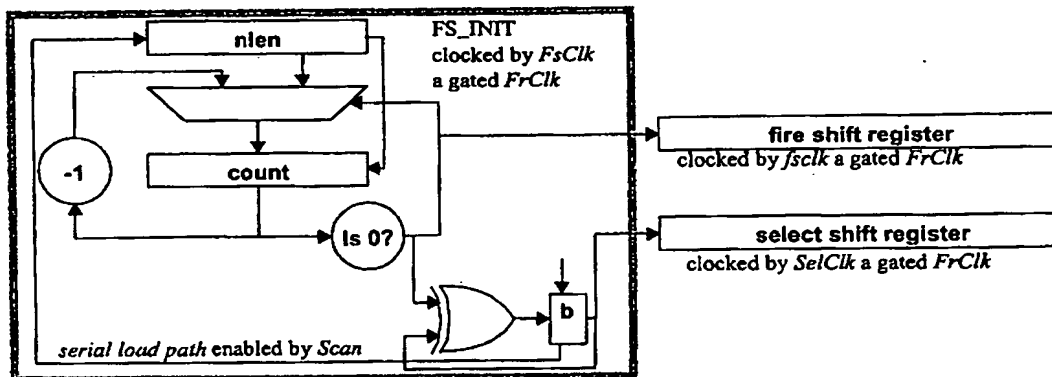 nlen
FS_INIT
clocked by FsClk
a gated FrClk
fire shift register
clocked by fsclk a gated FrClk
-1
count
Is 0?
select shift register
clocked by SelClk a gated FrClk
b
serial load path enabled by Scan